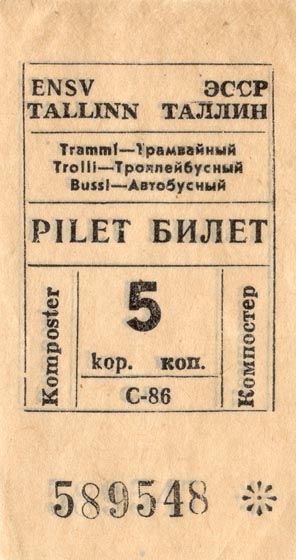 ENSV ЭССР
TALLINN ТАЛЛИН
Trammi—Трамвайный
Trolli—Троллейбусный
Bussi—Автобусный
PILET БИЛЕТ
Komposter
5
kop. коп.
C-86
Компостер
589548